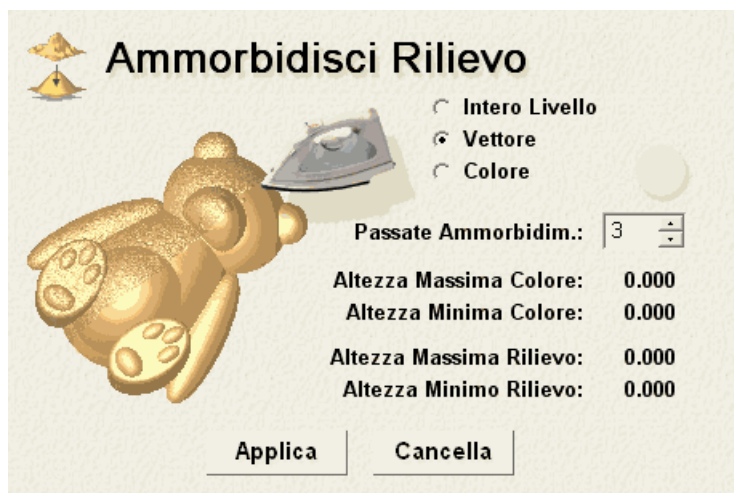 Ammorbidisci Rilievo
Intero Livello
Vettore
Colore
Passate Ammorbidim.: 3
Altezza Massima Colore: 0.000
Altezza Minima Colore: 0.000
Altezza Massima Rilievo: 0.000
Altezza Minimo Rilievo: 0.000
Applica Cancella